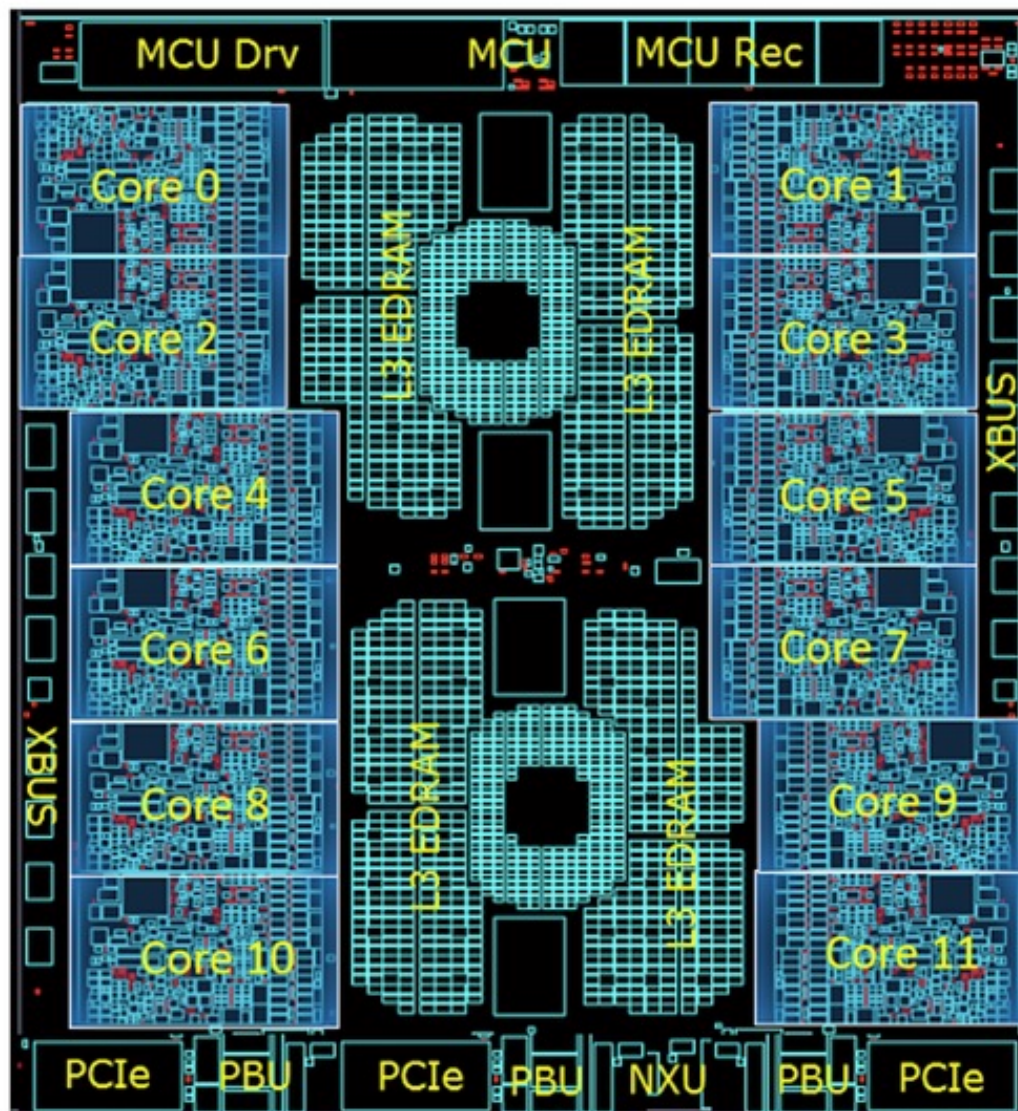 MCU Drv
MCU
MCU Rec
Core 0
Core 1
L3 EDRAM
L3 EDRAM
Core 2
Core 3
XBUS
Core 4
Core 5
Core 6
Core 7
XBUS
Core 8
Core 9
L3 EDRAM
L3 EDRAM
Core 10
Core 11
PCIe
PBU
PCIe
PBU
NXU
PBU
PCIe